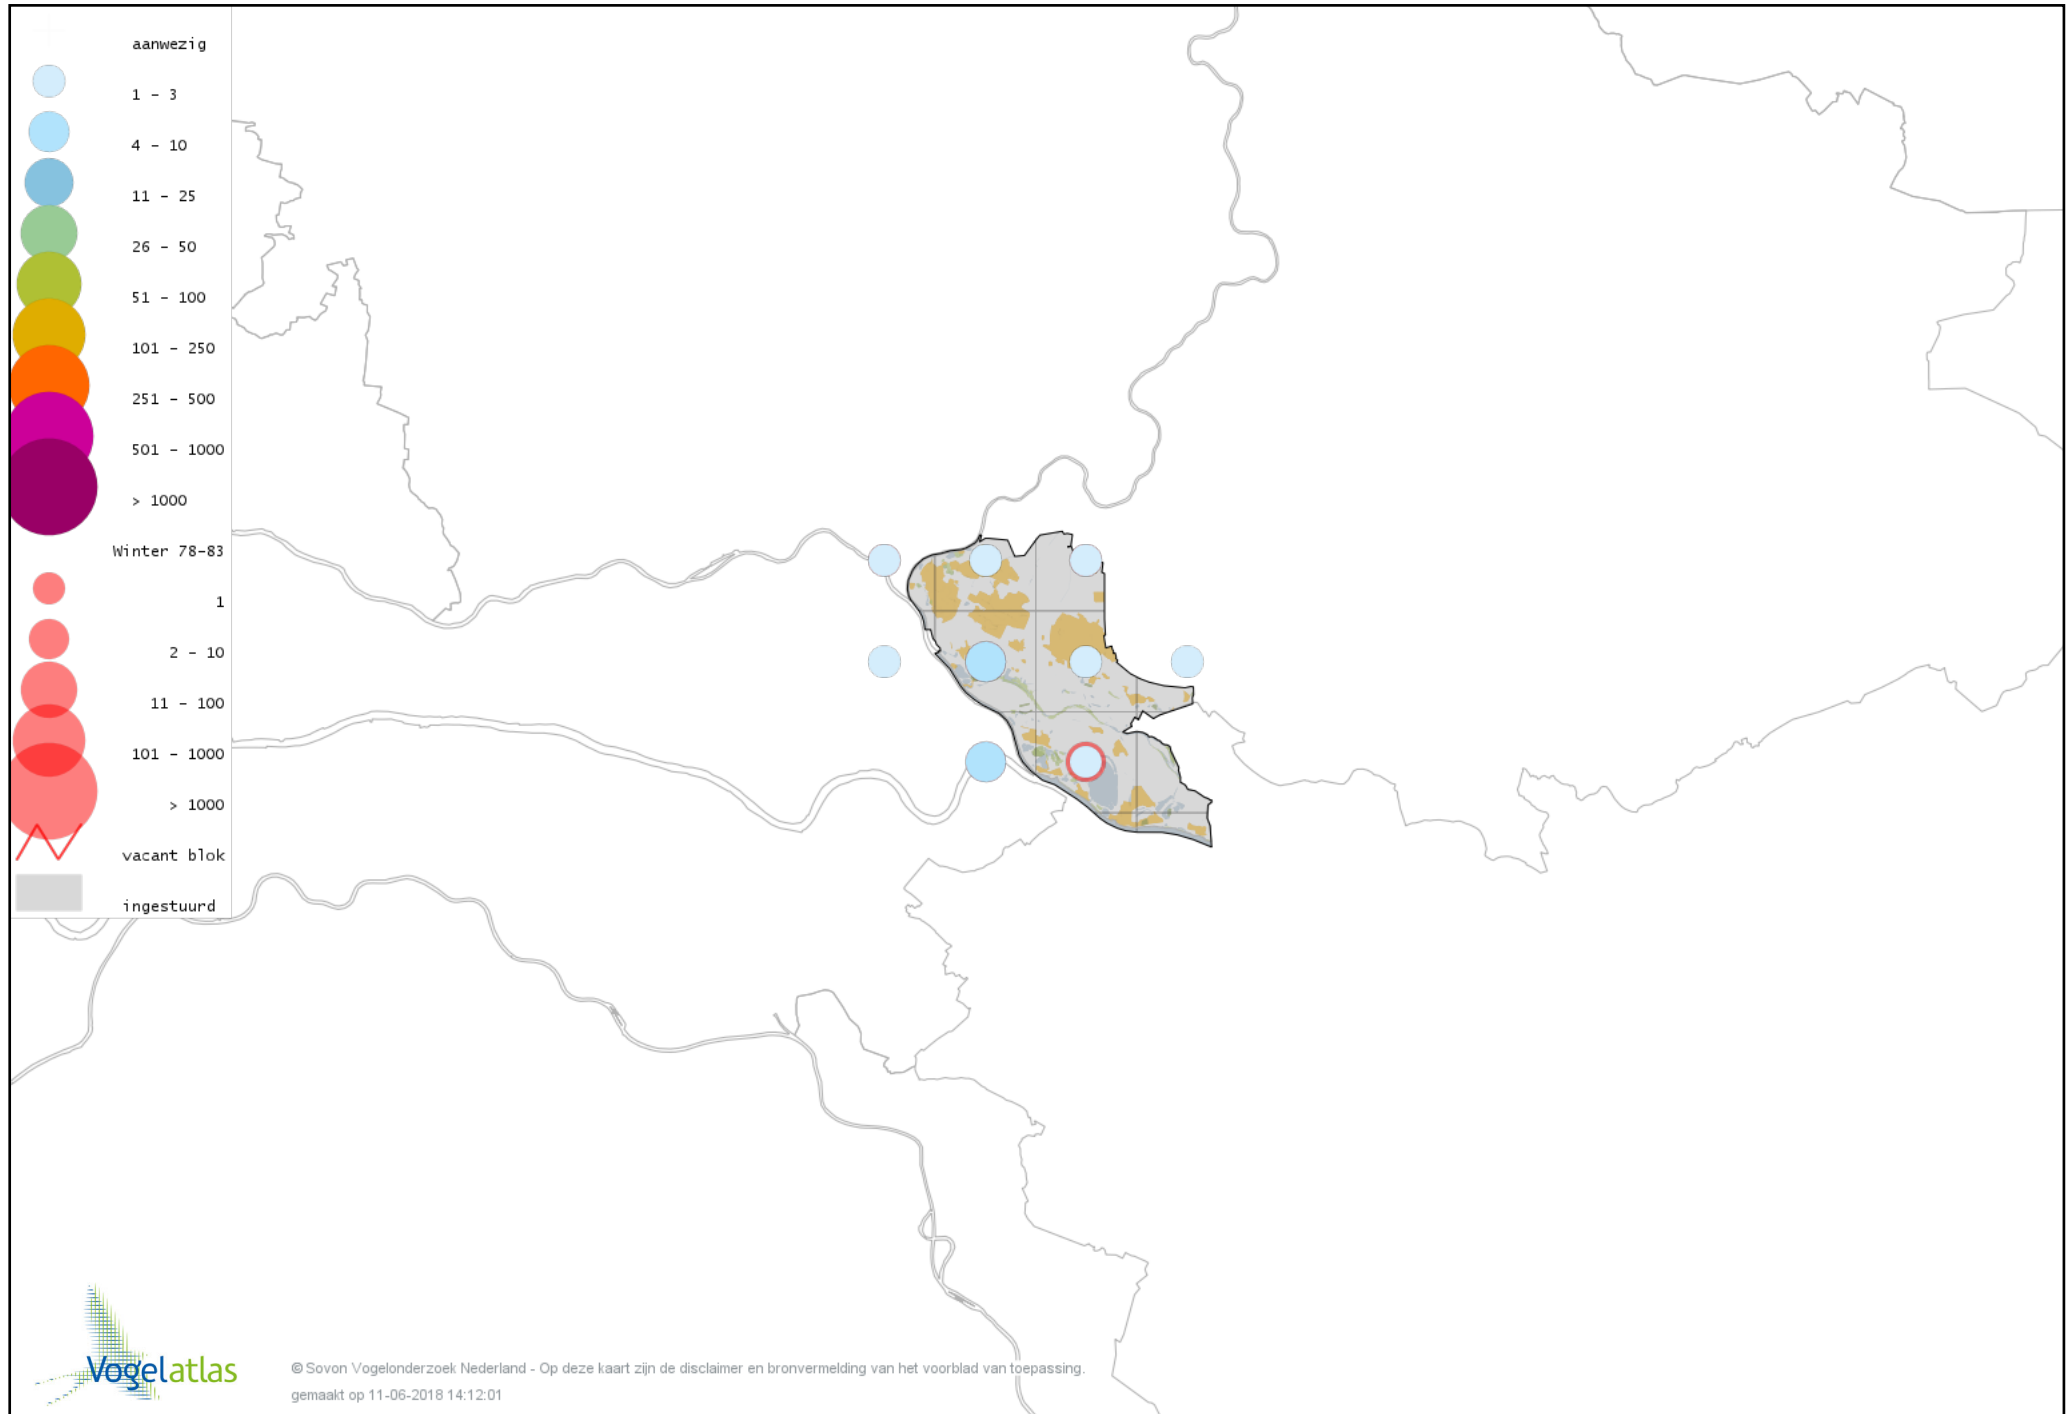 aanwezig
1 - 3
4 - 10
11 - 25
26 - 50
51 - 100
101 - 250
251 - 500
501 - 1000
> 1000
Winter 78-83
1
2 - 10
11 - 100
101 - 1000
> 1000
vacant blok
ingestuurd
Vogelatlas
© Sovon Vogelonderzoek Nederland - Op deze kaart zijn de disclaimer en bronvermelding van het voorblad van toepassing.
gemaakt op 11-06-2018 14:12:01